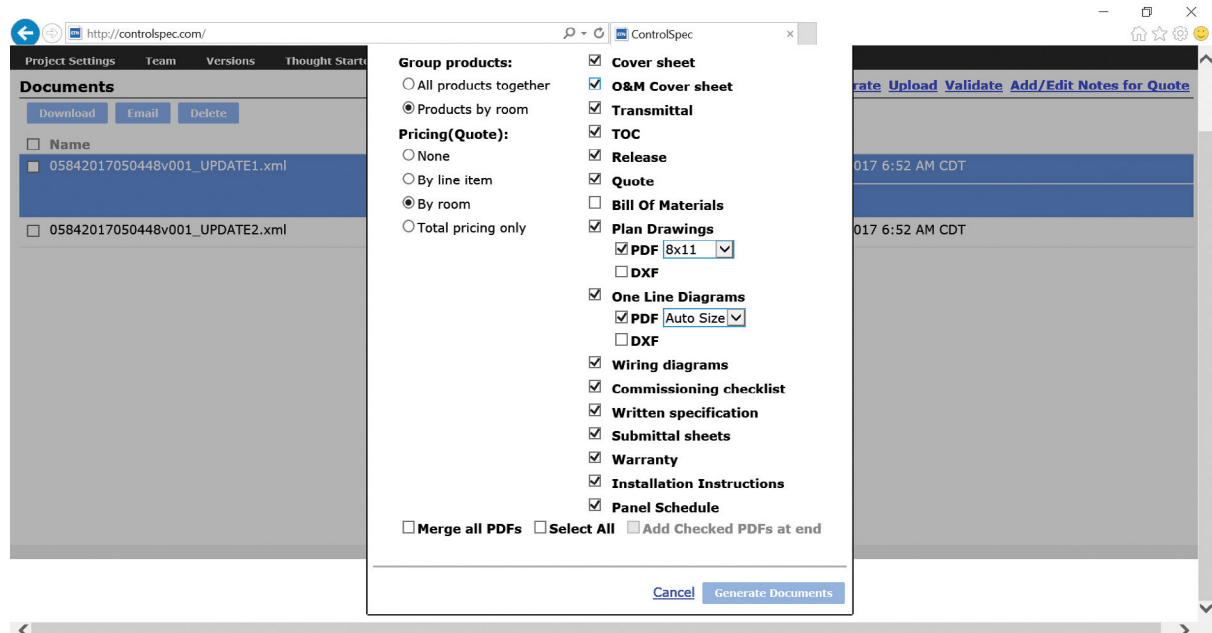 http://controlspec.com/
ControlSpec
Project Settings Team Versions Thought Starte
Documents
rate Upload Validate Add/Edit Notes for Quote
Download Email Delete
Name
05842017050448v001_UPDATE1.xml
017 6:52 AM CDT
05842017050448v001_UPDATE2.xml
017 6:52 AM CDT
Group products:
All products together
Products by room
Pricing(Quote):
None
By line item
By room
Total pricing only
Cover sheet
O&M Cover sheet
Transmittal
TOC
Release
Quote
Bill Of Materials
Plan Drawings
PDF 8x11
DXF
One Line Diagrams
PDF Auto Size
DXF
Wiring diagrams
Commissioning checklist
Written specification
Submittal sheets
Warranty
Installation Instructions
Panel Schedule
Merge all PDFs Select All Add Checked PDFs at end
Cancel Generate Documents